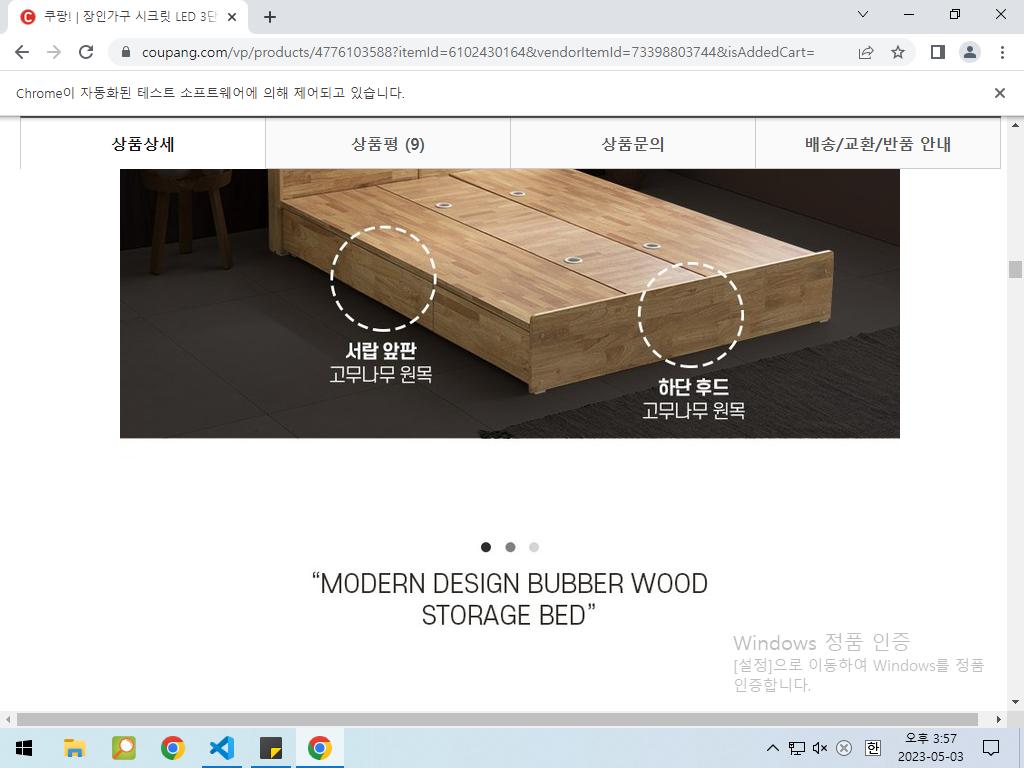 쿠팡! | 장인가구 시크릿 LED 3단
coupang.com/vp/products/4776103588?itemId=6102430164&vendorItemId=73398803744&isAddedCart=
Chrome이 자동화된 테스트 소프트웨어에 의해 제어되고 있습니다.
상품상세
상품평 (9)
상품문의
배송/교환/반품 안내
서랍 앞판
고무나무 원목
하단 후드
고무나무 원목
“MODERN DESIGN BUBBER WOOD
STORAGE BED”
Windows 정품 인증
[설정]으로 이동하여 Windows를 정품
인증합니다.
한
오후 3:57
2023-05-03